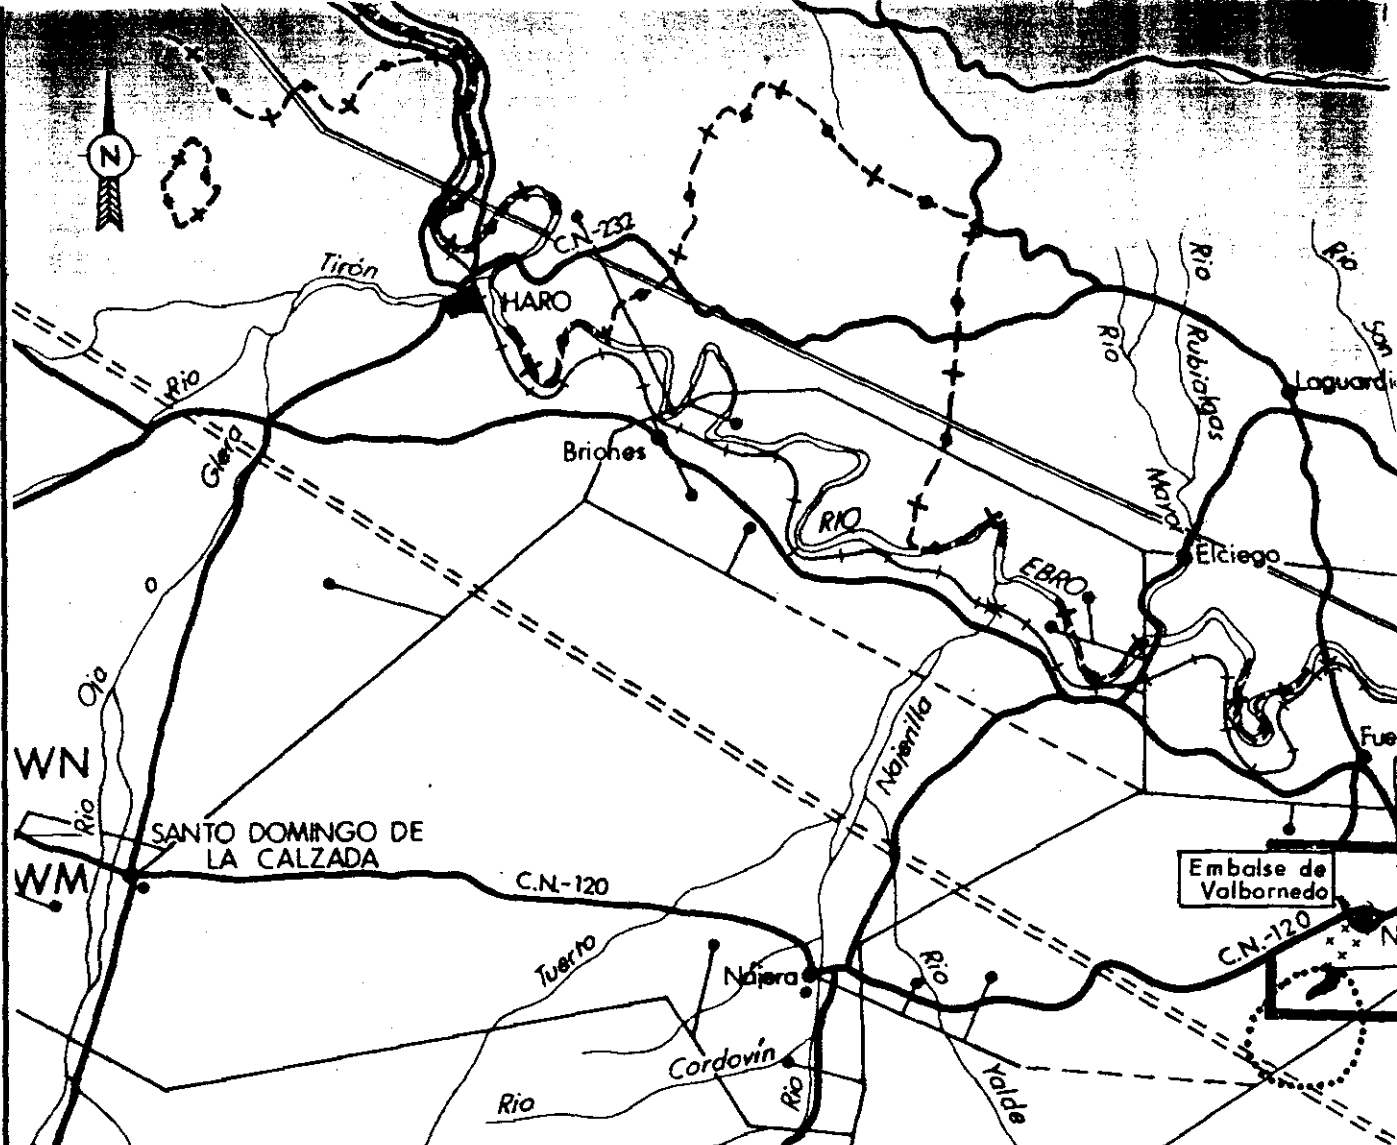 N
C.N-232
Tirón
HARO
Rio
Rio
Rio
Rubialgas
San
Rio
Glera
Briones
Mayor
RIO
Elciego
EBRO
O
Oja
Najerilla
WN
Rio
SANTO DOMINGO DE
LA CALZADA
WM
C.N.-120
Embalse de
Valbornedo
C.N.-120
N
Tuerto
Nájera
Rio
Cordovín
Rio
Rio
Yalde